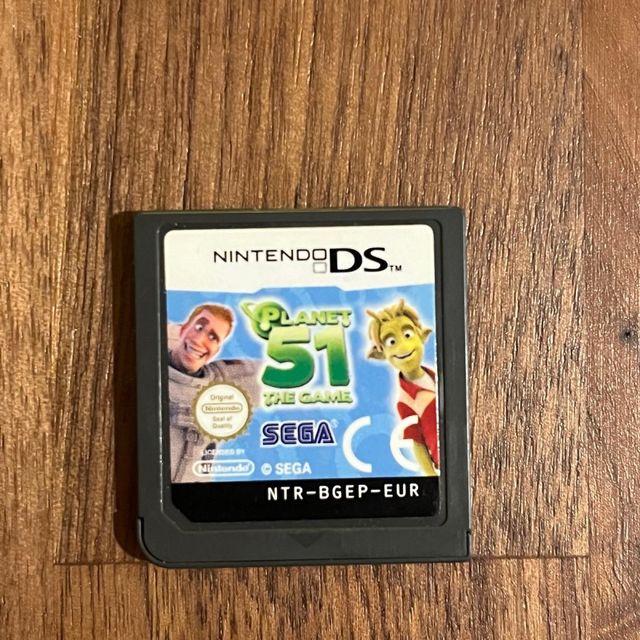 NINTENDO DS™
PLANET
51
THE GAME
Original
Nintendo
Seal of
Quality
SEGA
CE
LICENSED BY
Nintendo
© SEGA
NTR-BGEP-EUR